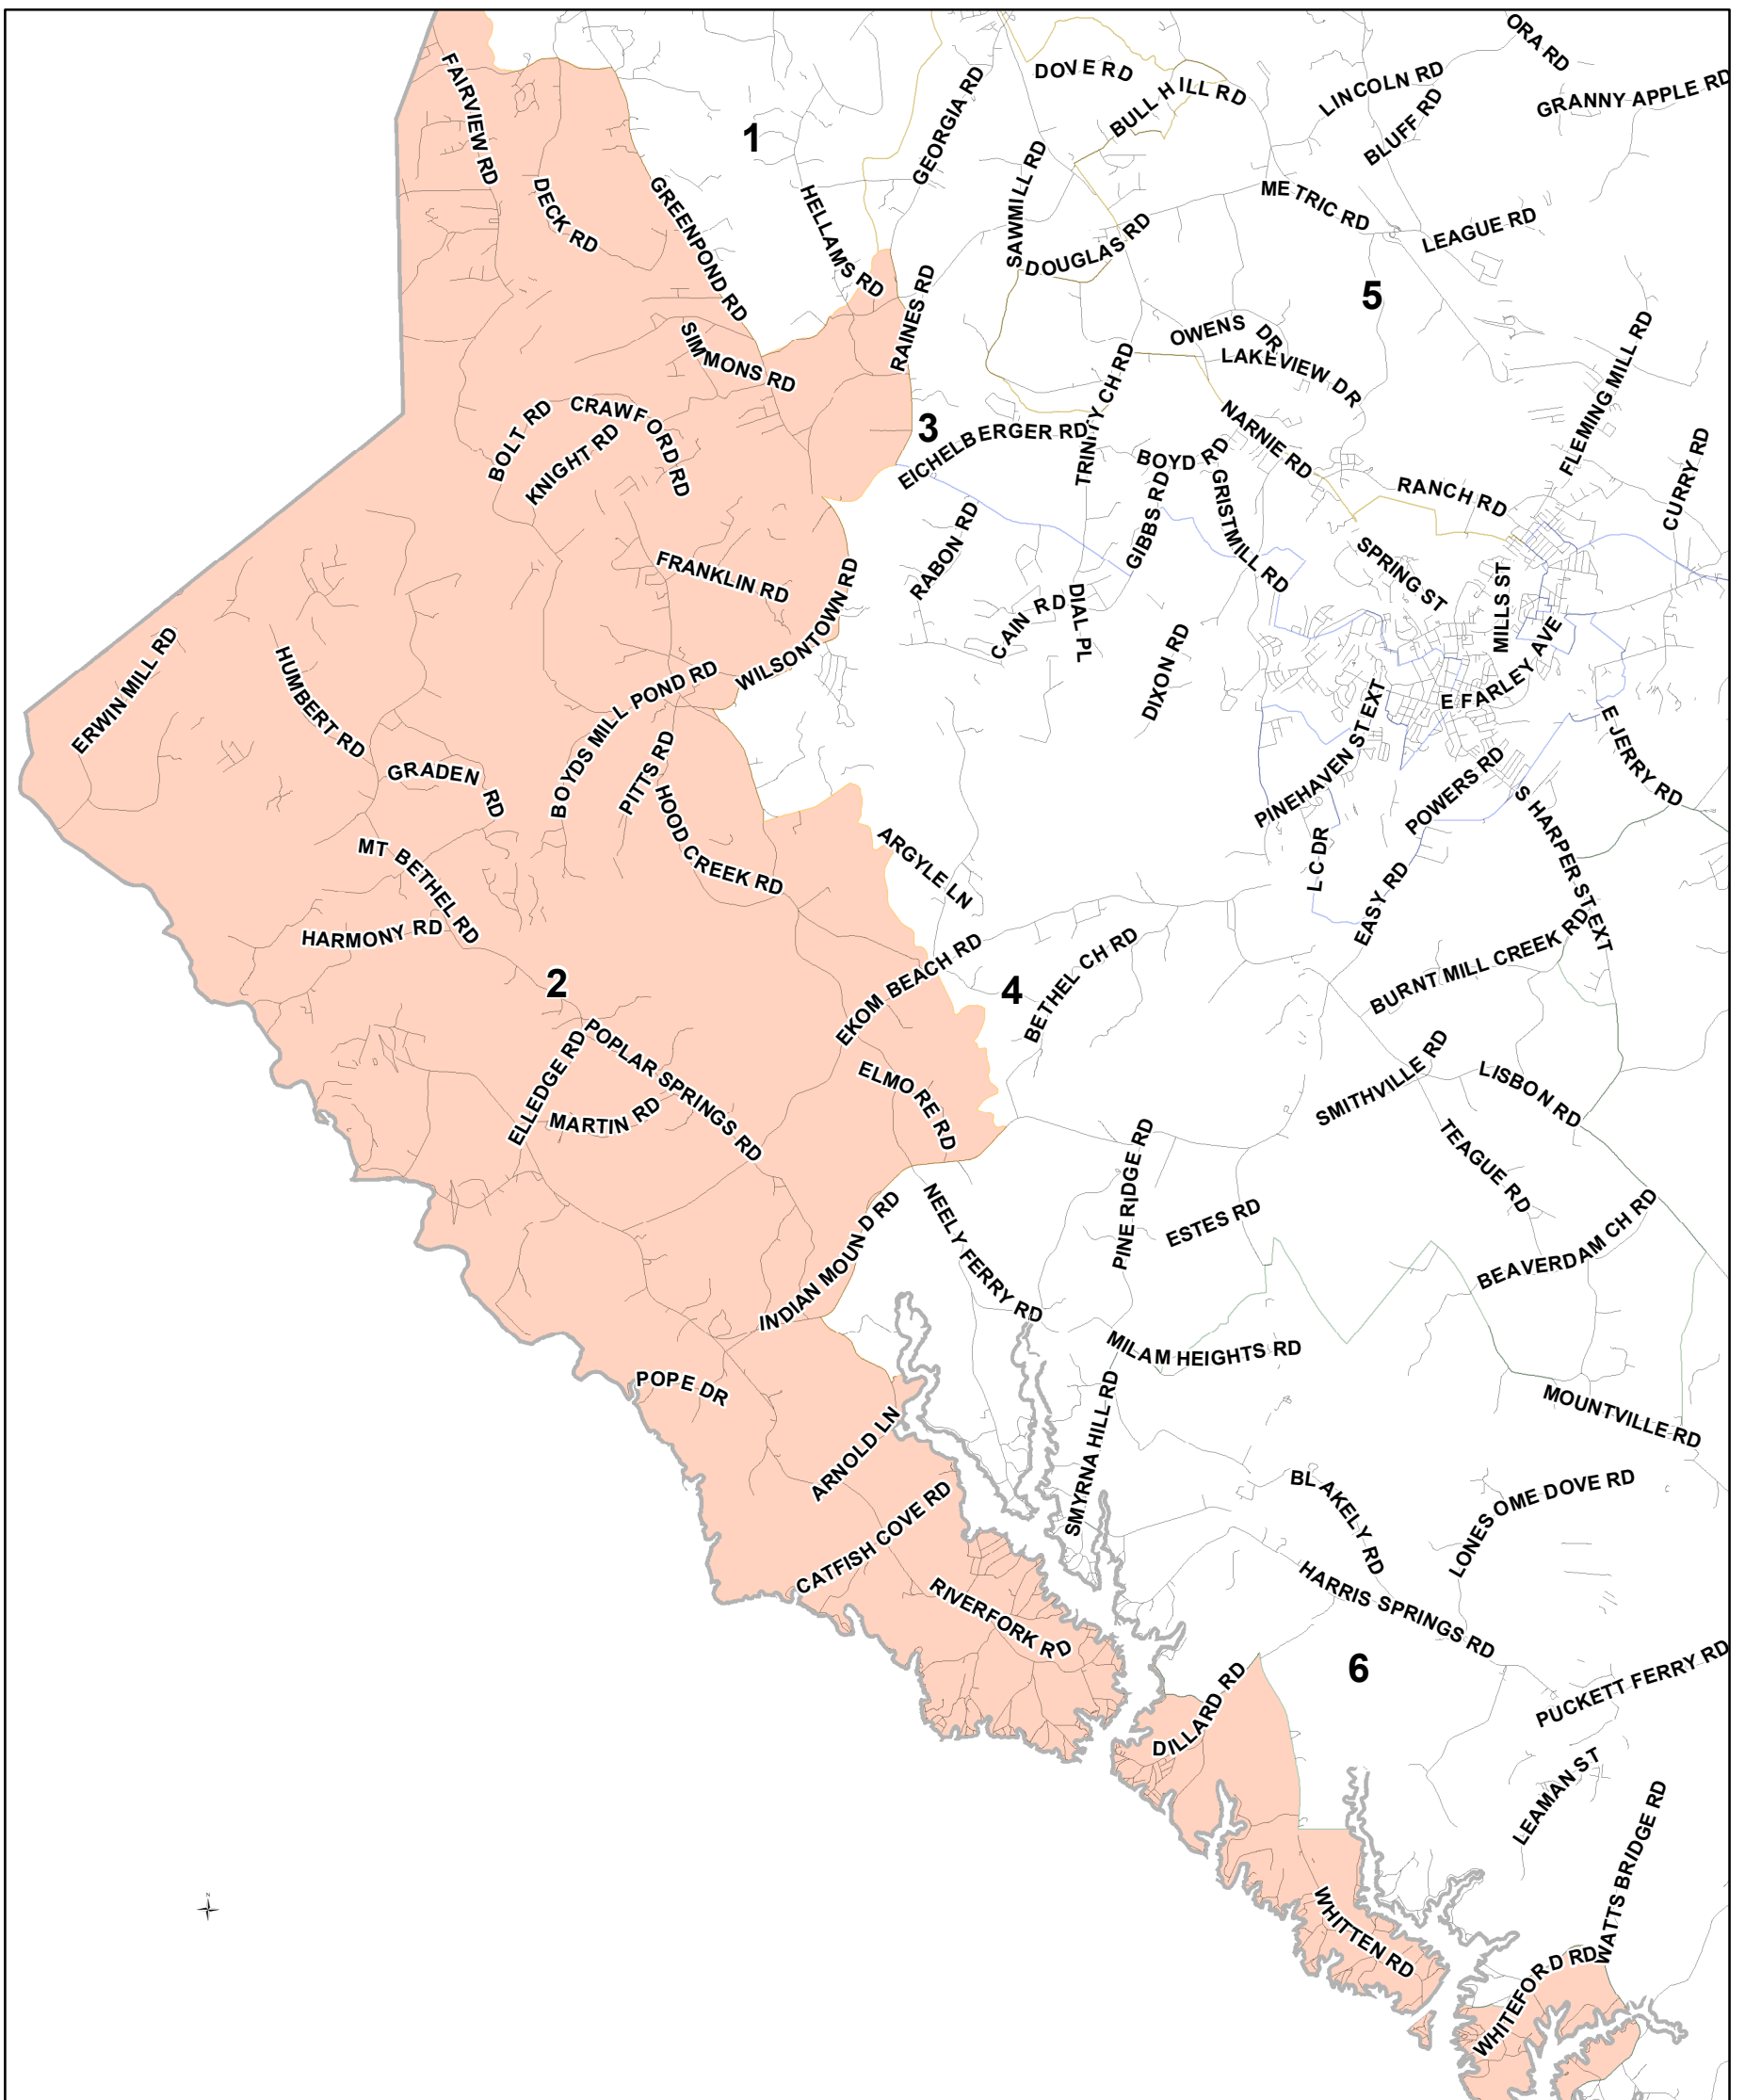 ORA RD
FAIRVIEW RD
DOVE RD
GEORGIA RD
BULL HILL RD
LINCOLN RD
BLUFF RD
GRANNY APPLE RD
1
SAWMILL RD
DECK RD
GREENPOND RD
HELLAMS RD
METRIC RD
LEAGUE RD
DOUGLAS RD
RAINES RD
5
OWENS DR
LAKEVIEW DR
SIMMONS RD
TRINITY CH RD
FLEMING MILL RD
BOLT RD
CRAWFORD RD
KNIGHT RD
3
EICHELBERGER RD
NARNIE RD
BOYD RD
CURRY RD
RANCH RD
GIBBS RD
GRISTMILL RD
RABON RD
FRANKLIN RD
WILSONTOWN RD
SPRING ST
MILLS ST
CAIN RD
DIAL PL
DIXON RD
E FARLEY AVE
ERWIN MILL RD
HUMBERT RD
BOYDS MILL POND RD
PINEHAVEN ST EXT
E JERRY RD
GRADEN RD
PITTS RD
HOOD CREEK RD
POWERS RD
S HARPER ST EXT
MT BETHEL RD
ARGYLE LN
L C DR
EASY RD
HARMONY RD
EKOM BEACH RD
BETHEL CH RD
BURNT MILL CREEK RD
2
4
ELLEDGE RD
POPLAR SPRINGS RD
MARTIN RD
ELMORE RD
SMITHVILLE RD
LISBON RD
TEAGUE RD
PINE RIDGE RD
ESTES RD
BEAVERDAM CH RD
INDIAN MOUND RD
NEELY FERRY RD
MILAM HEIGHTS RD
POPE DR
SMYRNA HILL RD
MOUNTVILLE RD
ARNOLD LN
CATFISH COVE RD
BLAKELY RD
LONESOME DOVE RD
RIVERFORK RD
HARRIS SPRINGS RD
6
DILLARD RD
PUCKETT FERRY RD
LEAMAN ST
WATTS BRIDGE RD
N
WHITTEN RD
WHITEFORD RD